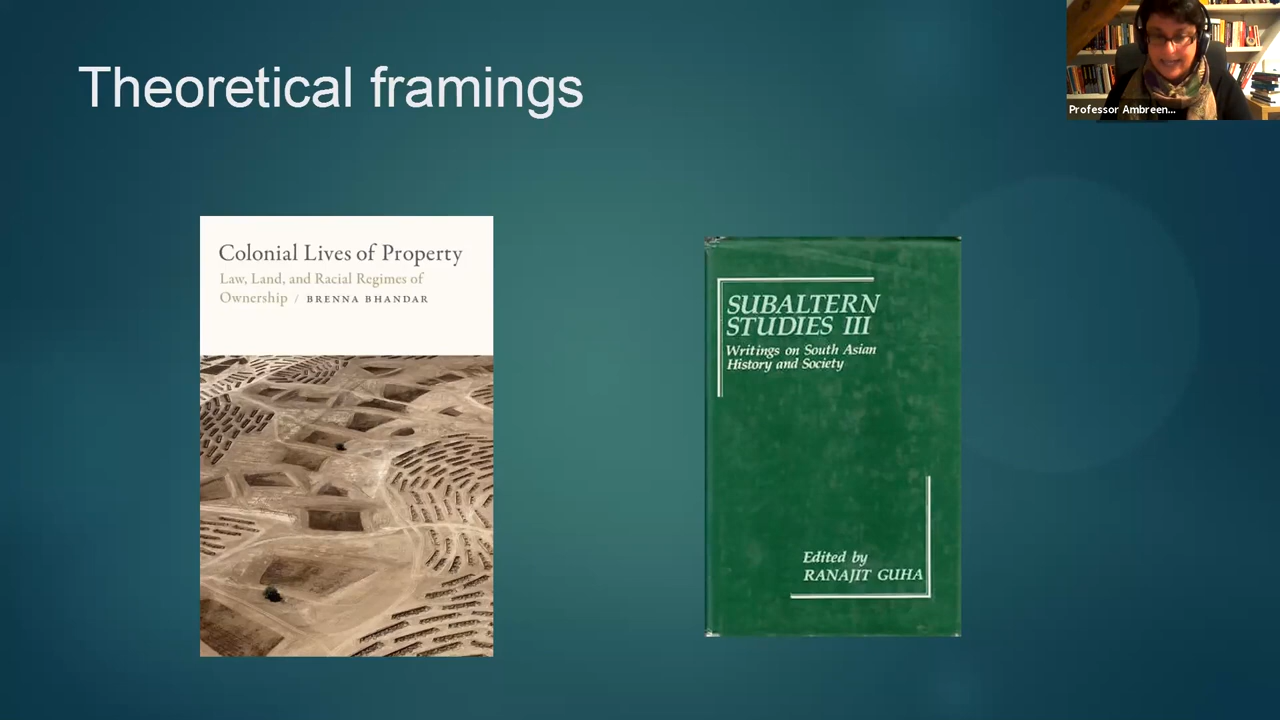 Theoretical framings
Professor Ambreen...
Colonial Lives of Property
Law, Land, and Racial Regimes of
Ownership / BRENNA BHANDAR
SUBALTERN
STUDIES III
Writings on South Asian
History and Society
Edited by
RANAJIT GUHA